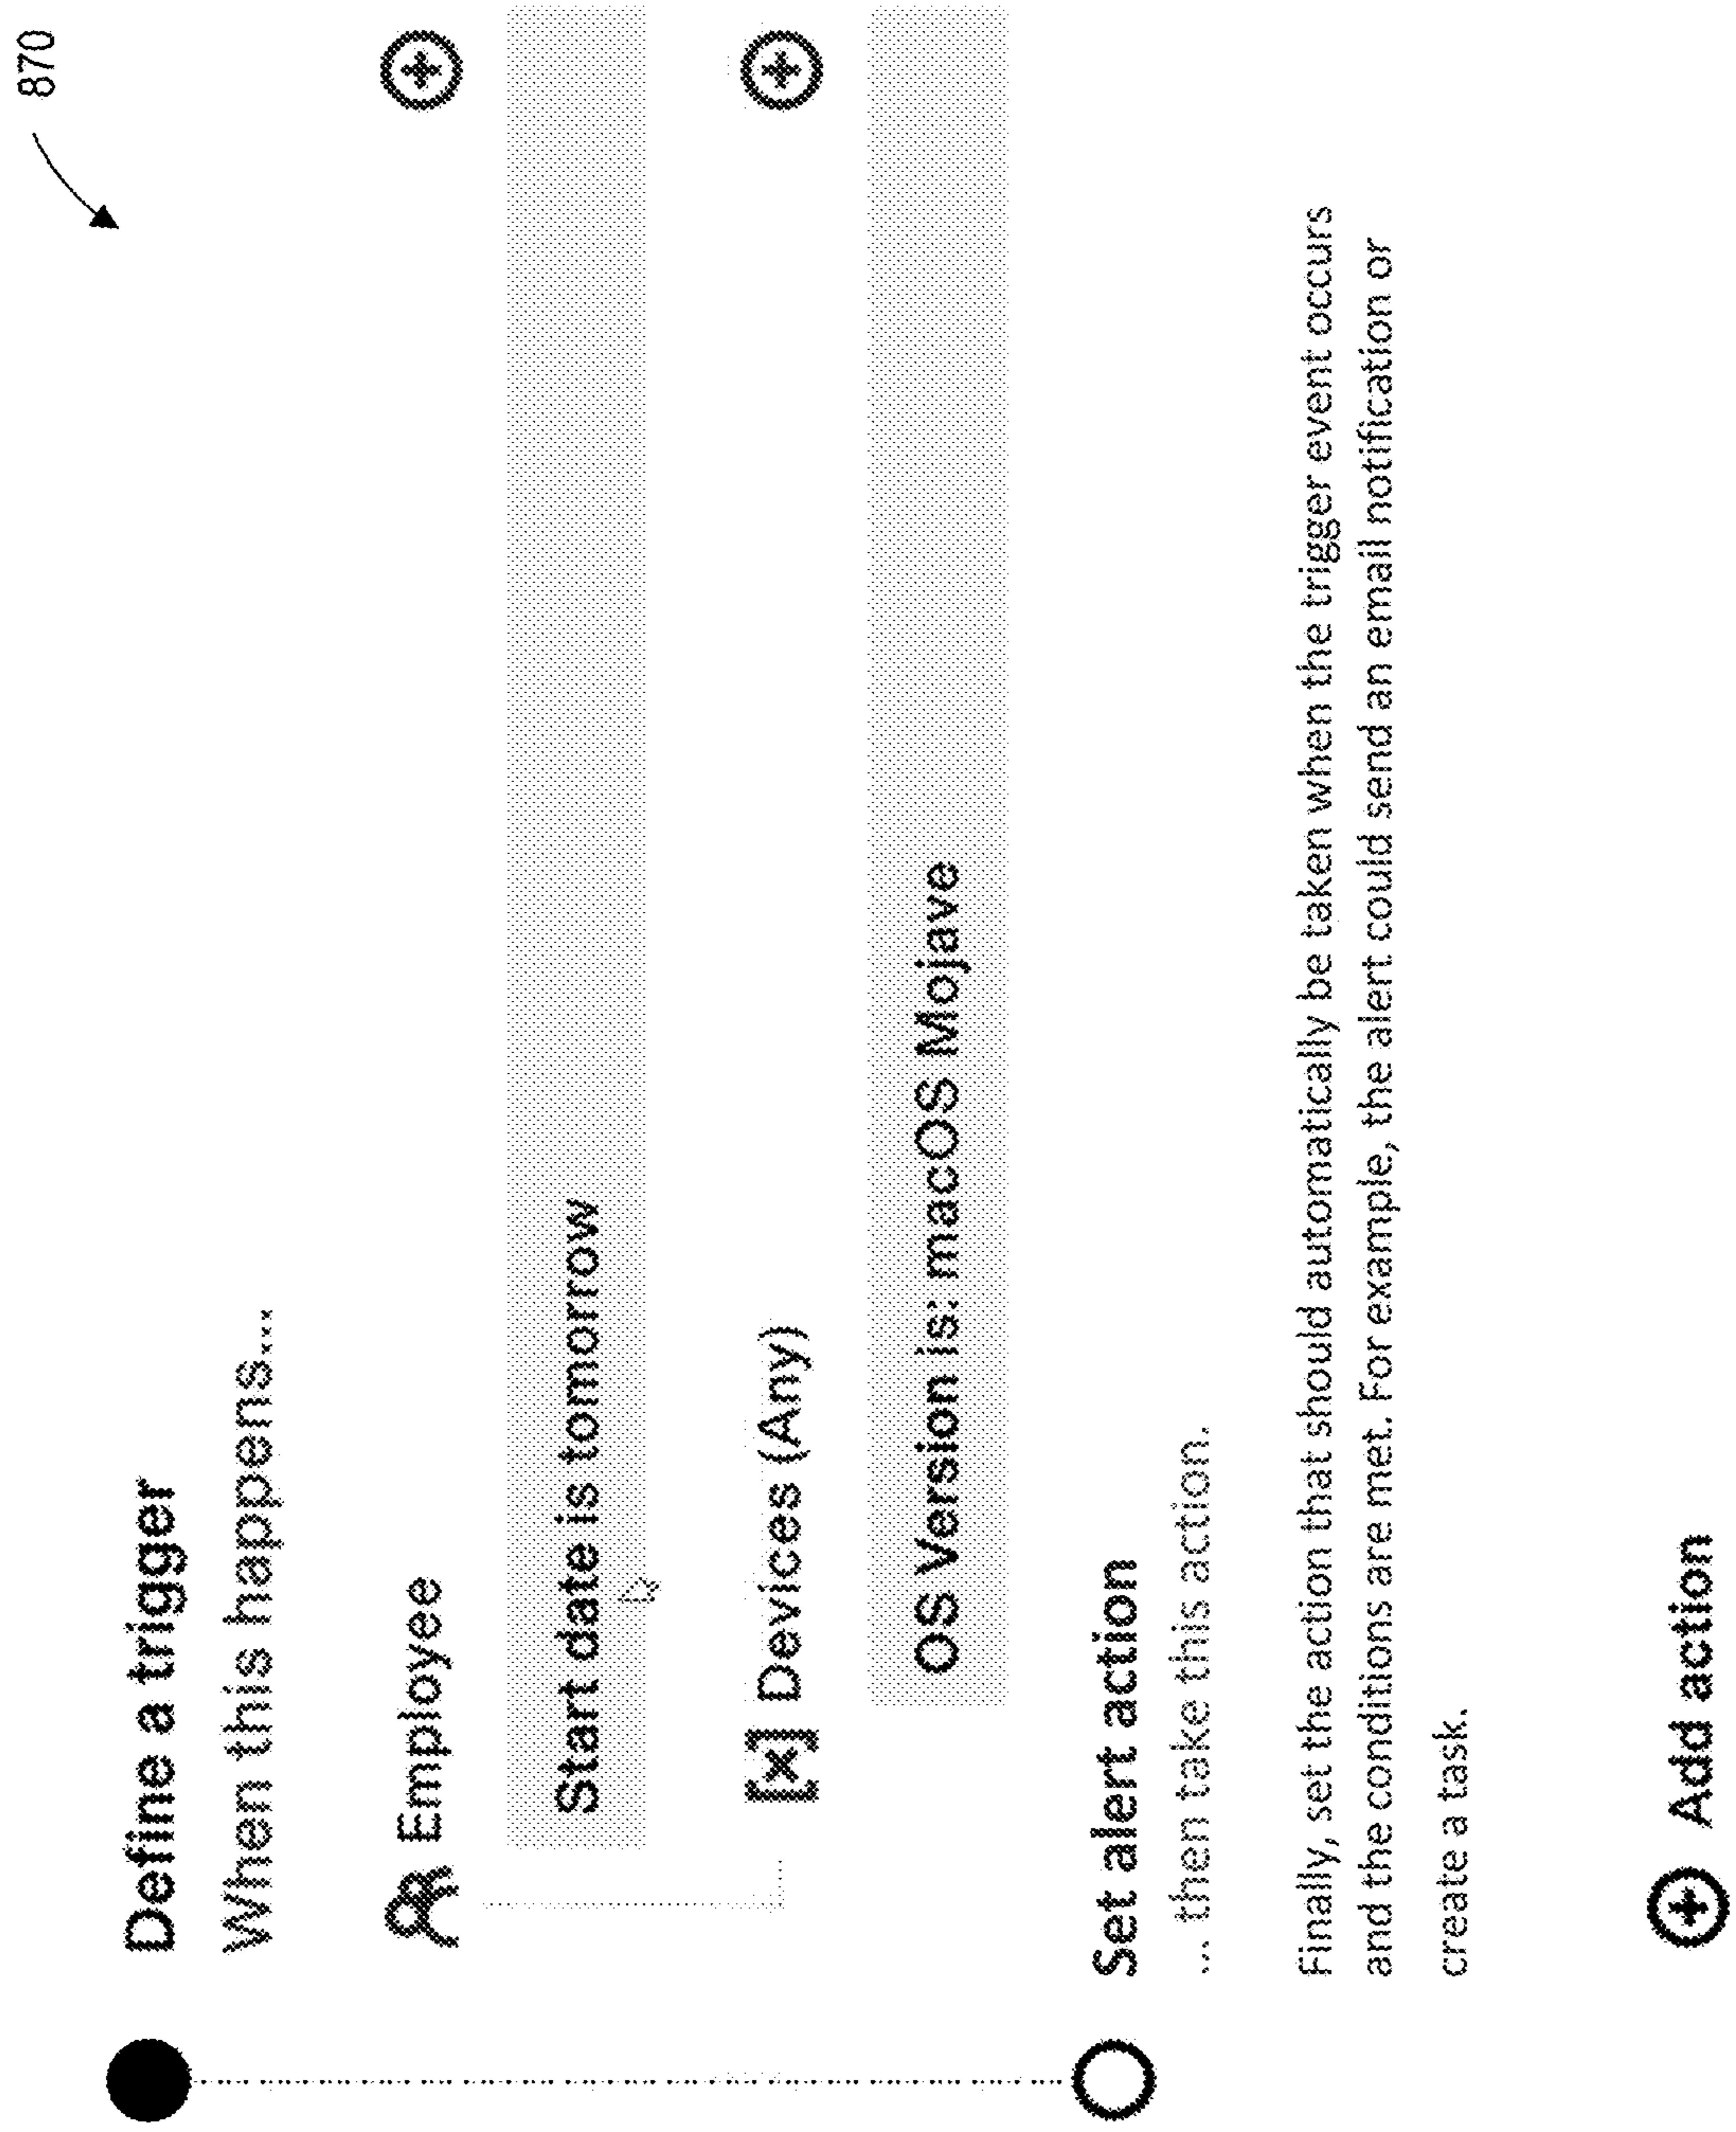 870
Define a trigger
When this happens...
Employee
Start date is tomorrow
[x] Devices (Any)
OS Version is: macOS Mojave
Set alert action
... then take this action.
Finally, set the action that should automatically be taken when the trigger event occurs
and the conditions are met. For example, the alert could send an email notification or
create a task.
Add action